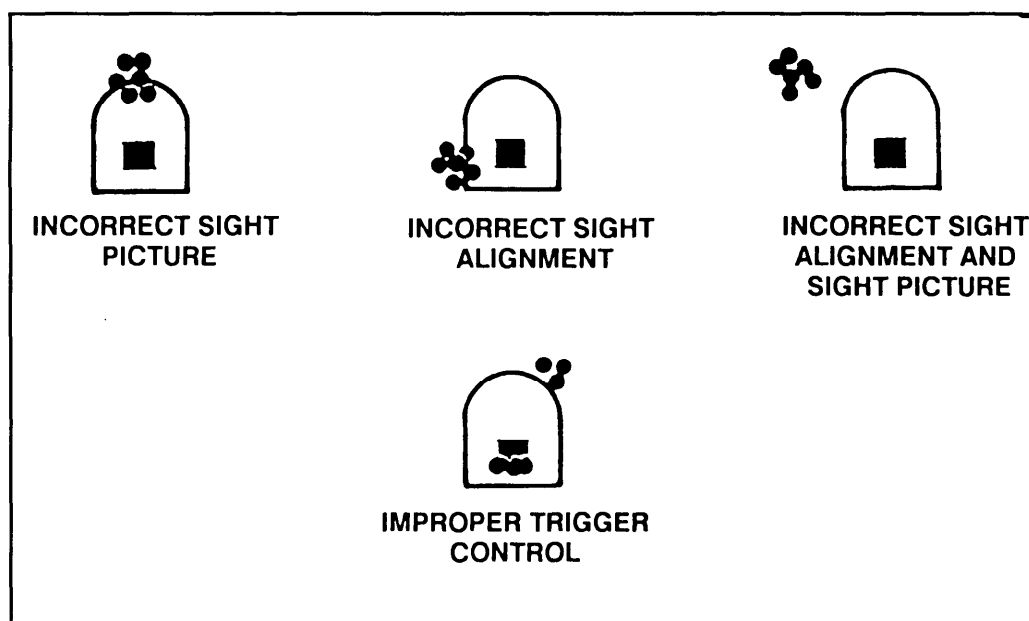 INCORRECT SIGHT
PICTURE
INCORRECT SIGHT
ALIGNMENT
INCORRECT SIGHT
ALIGNMENT AND
SIGHT PICTURE
IMPROPER TRIGGER
CONTROL